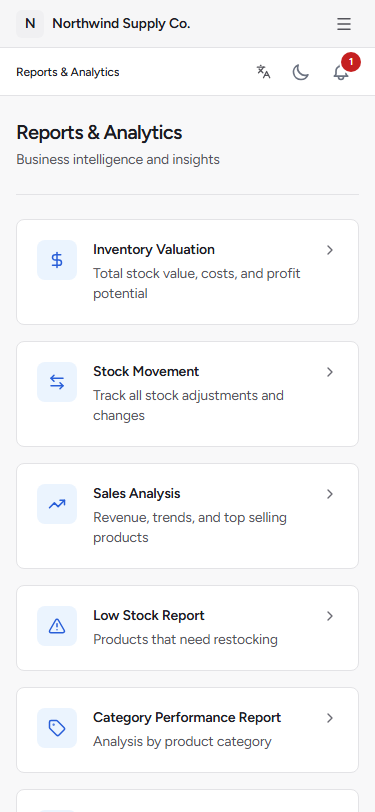 N
Northwind Supply Co.
Reports & Analytics
1
Reports & Analytics
Business intelligence and insights
Inventory Valuation
Total stock value, costs, and profit
potential
Stock Movement
Track all stock adjustments and
changes
Sales Analysis
Revenue, trends, and top selling
products
Low Stock Report
Products that need restocking
Category Performance Report
Analysis by product category